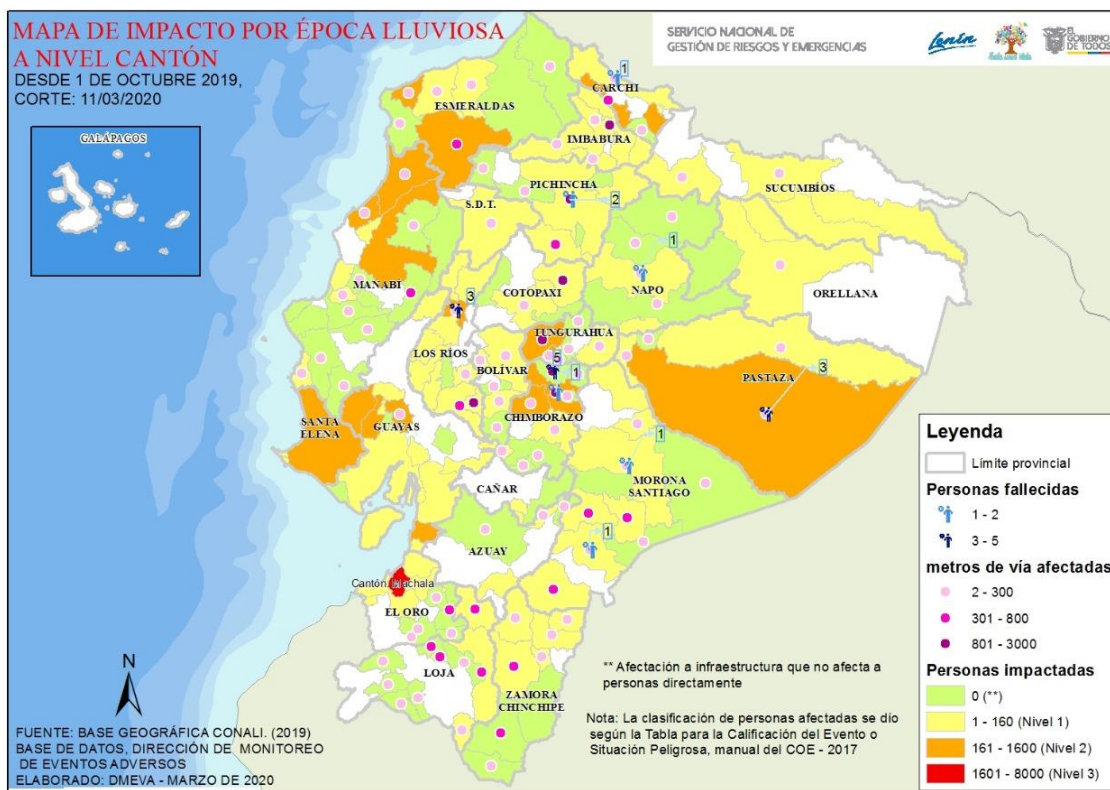 MAPA DE IMPACTO POR ÉPOCA LLUVIOSA
A NIVEL CANTÓN
DESDE 1 DE OCTUBRE 2019,
CORTE: 11/03/2020
SERVICIO NACIONAL DE
GESTIÓN DE RIESGOS Y EMERGENCIAS
Lenín
EL
GOBIERNO
DE TODOS
GALÁPAGOS
1
CARCHI
ESMERALDAS
IMBABURA
PICHINCHA
SUCUMBÍOS
S.D.T.
2
1
MANABÍ
COTOPAXI
NAPO
ORELLANA
3
TUNGURAHUA
LOS RÍOS
BOLÍVAR
5
1
PASTAZA
3
SANTA
ELENA
GUAYAS
CHIMBORAZO
1
CAÑAR
MORONA
SANTIAGO
AZUAY
1
Cantón Machala
EL ORO
LOJA
ZAMORA
CHINCHIPE
N
** Afectación a infraestructura que no afecta a
personas directamente
Nota: La clasificación de personas afectadas se dío
según la Tabla para la Calificación del Evento o
Situación Peligrosa, manual del COE - 2017
FUENTE: BASE GEOGRÁFICA CONALI. (2019)
BASE DE DATOS, DIRECCIÓN DE MONITOREO
DE EVENTOS ADVERSOS
ELABORADO: DMEVA - MARZO DE 2020
Leyenda
Límite provincial
Personas fallecidas
1 - 2
3 - 5
metros de vía afectadas
2 - 300
301 - 800
801 - 3000
Personas impactadas
0 (**)
1 - 160 (Nivel 1)
161 - 1600 (Nivel 2)
1601 - 8000 (Nivel 3)